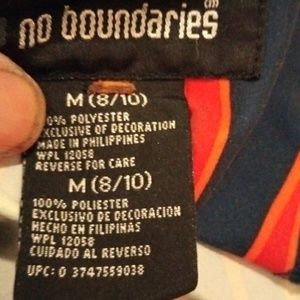 no boundaries
M (8/10)
100% POLYESTER
EXCLUSIVE OF DECORATION
MADE IN PHILIPPINES
WPL 12058
REVERSE FOR CARE
M (8/10)
100% POLIESTER
EXCLUSIVO DE DECORACION
HECHO EN FILIPINAS
WPL 12058
CUIDADO AL REVERSO
UPC: 0 3747559038